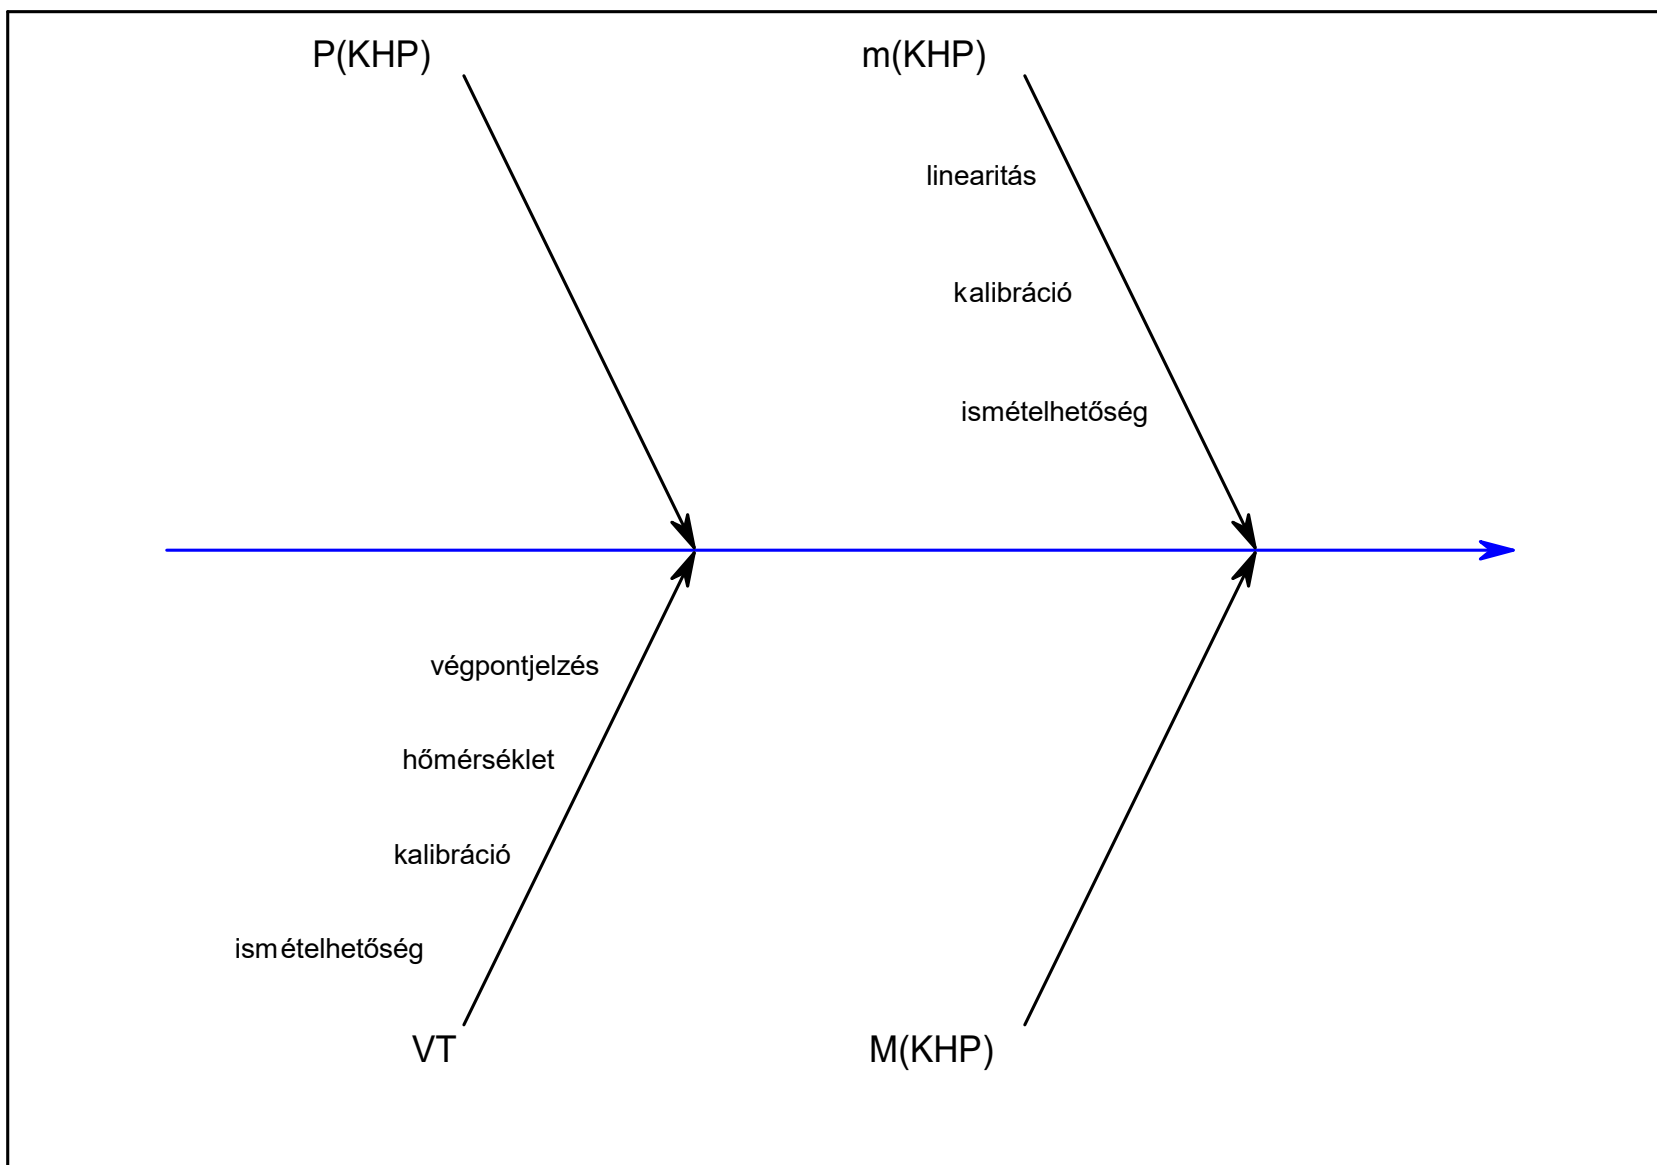 P(KHP)
m(KHP)
linearitás
kalibráció
ismételhetőség
végpontjelzés
hőmérséklet
kalibráció
ismételhetőség
VT
M(KHP)